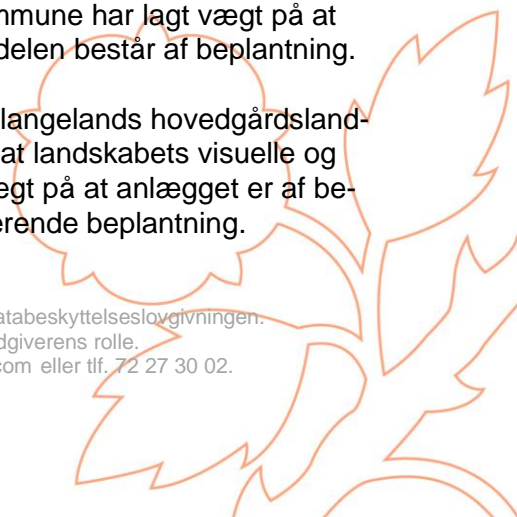 mmune har lagt vægt på at
delen består af beplantning.
langelands hovedgårdsland-
at landskabets visuelle og
egt på at anlægget er af be-
erende beplantning.
atabeskyttelseslovgivningen.
dgiverens rolle.
com eller tlf. 72 27 30 02.